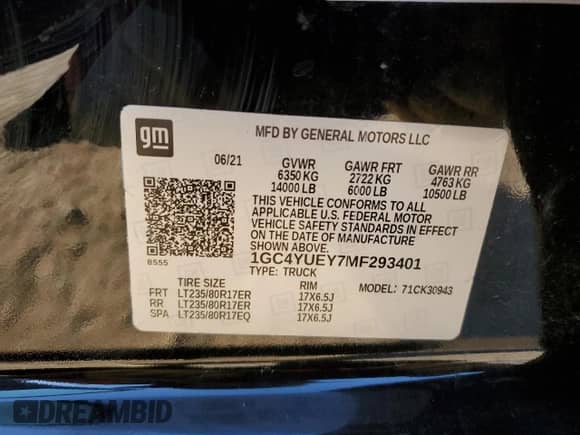 gm
MFD BY GENERAL MOTORS LLC
06/21 GVWR GAWR FRT GAWR RR
6350 KG 2722 KG 4763 KG
14000 LB 6000 LB 10500 LB
THIS VEHICLE CONFORMS TO ALL
APPLICABLE U.S. FEDERAL MOTOR
VEHICLE SAFETY STANDARDS IN EFFECT
ON THE DATE OF MANUFACTURE
SHOWN ABOVE.
8555 1GC4YUEY7MF293401
TYPE: TRUCK
TIRE SIZE RIM MODEL: 71CK30943
FRT LT235/80R17ER 17X6.5J
RR LT235/80R17ER 17X6.5J
SPA LT235/80R17EQ 17X6.5J
DREAMBID